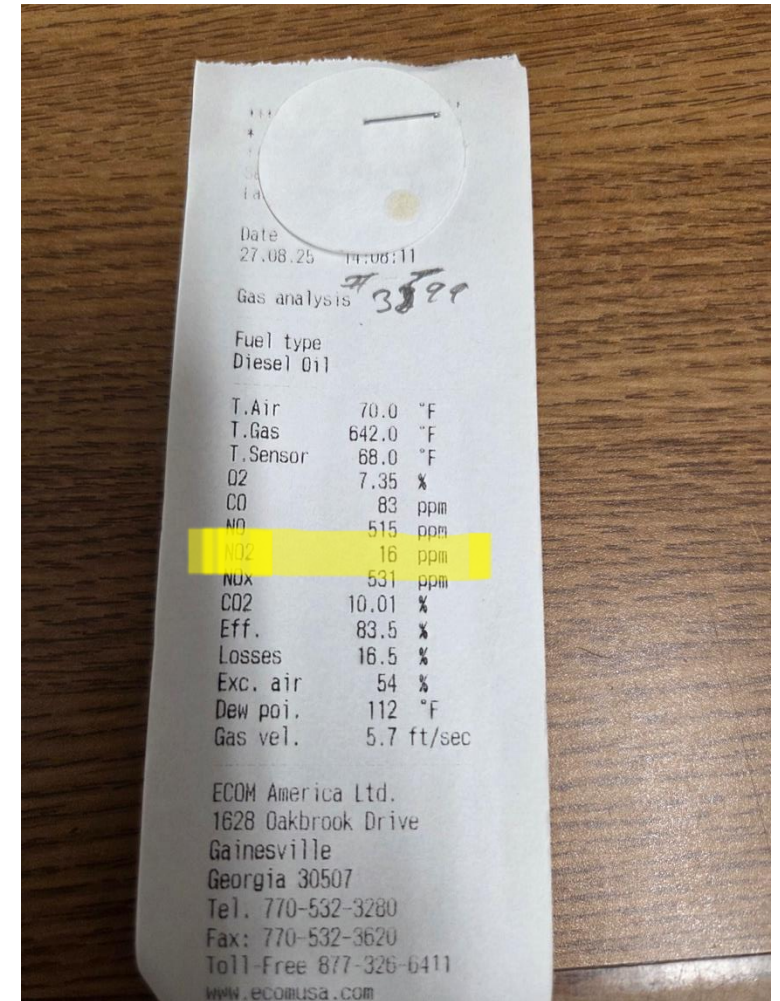 Date
27.08.25 14:08:11
Gas analysis
Fuel type
Diesel Oil
T.Air 70.0 °F
T.Gas 642.0 °F
T.Sensor 68.0 °F
O2 7.35 %
CO 83 ppm
NO 515 ppm
NO2 16 ppm
NOx 531 ppm
CO2 10.01 %
Eff. 83.5 %
Losses 16.5 %
Exc. air 54 %
Dew poi. 112 °F
Gas vel. 5.7 ft/sec
ECOM America Ltd.
1628 Oakbrook Drive
Gainesville
Georgia 30507
Tel. 770-532-3280
Fax: 770-532-3620
Toll-Free 877-326-6411
www.ecomusa.com